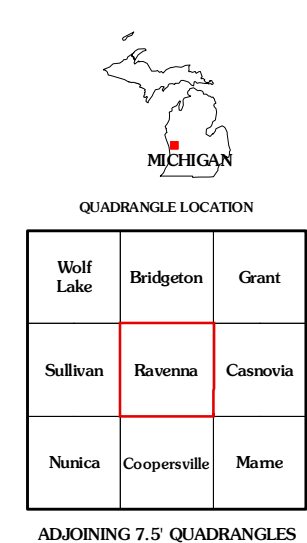 MICHIGAN
QUADRANGLE LOCATION
Wolf
Lake
Bridgeton
Grant
Sullivan
Ravenna
Casnovia
Nunica
Coopersville
Marne
ADJOINING 7.5' QUADRANGLES